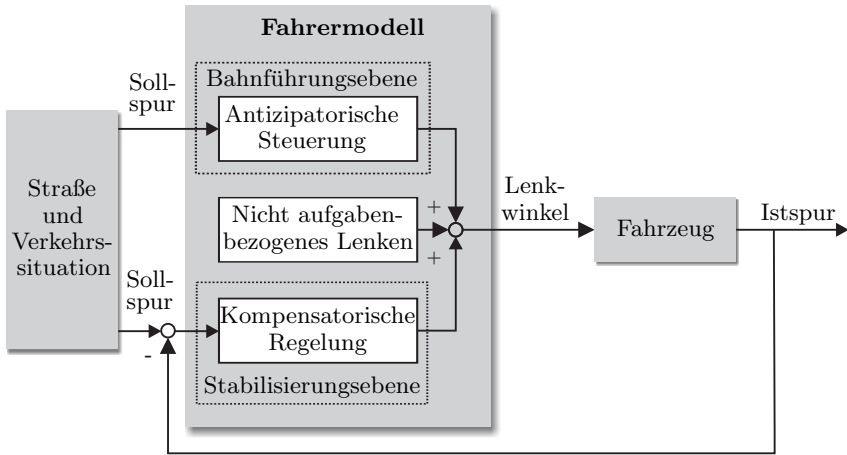 Fahrermodell
Soll-
spur
Bahnführungsebene
Antizipatorische
Steuerung
Straße
und
Verkehrs-
situation
Nicht aufgaben-
bezogenes Lenken
+
+
Lenk-
winkel
Fahrzeug
Istspur
Soll-
spur
-
Kompensatorische
Regelung
Stabilisierungsebene